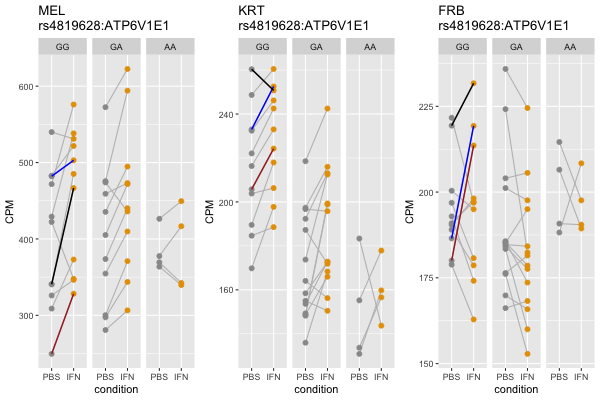 MEL
rs4819628:ATP6V1E1
GG GA AA
600
500
400
300
CPM
PBS IFN PBS IFN PBS IFN
condition
KRT
rs4819628:ATP6V1E1
GG GA AA
240
200
160
CPM
PBS IFN PBS IFN PBS IFN
condition
FRB
rs4819628:ATP6V1E1
GG GA AA
225
200
175
150
CPM
PBS IFN PBS IFN PBS IFN
condition